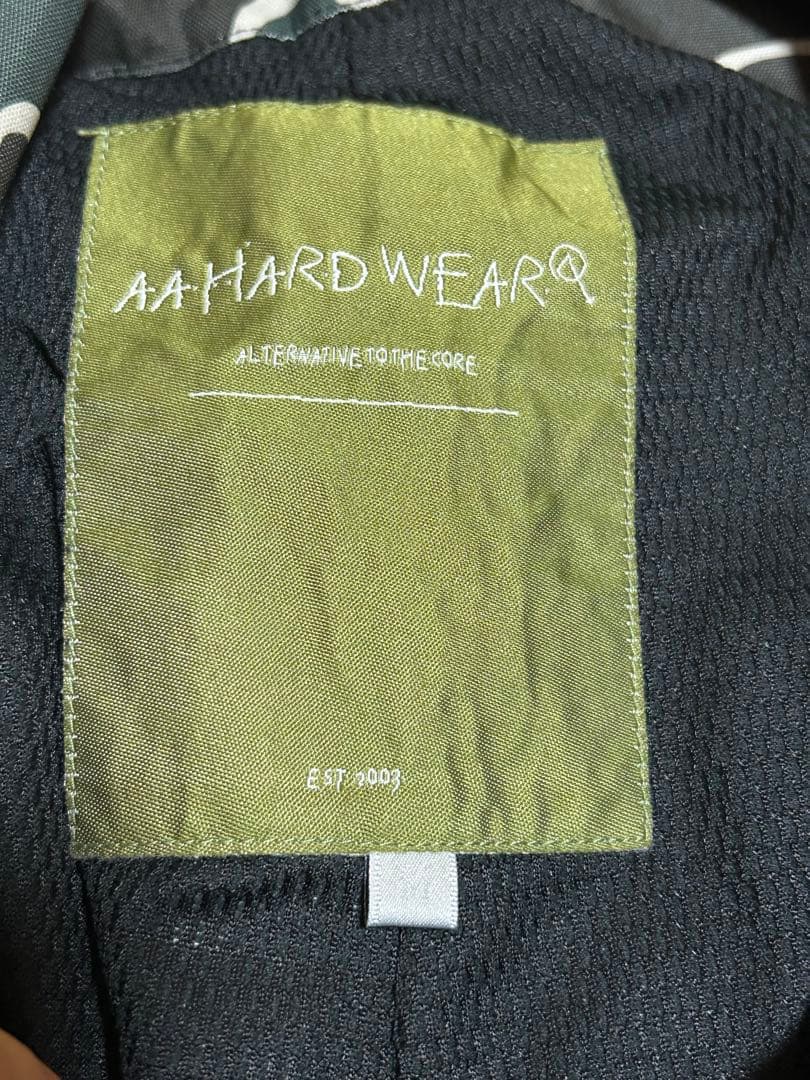 AA HARD WEAR
ALTERNATIVE TO THE CORE
EST 2003
M